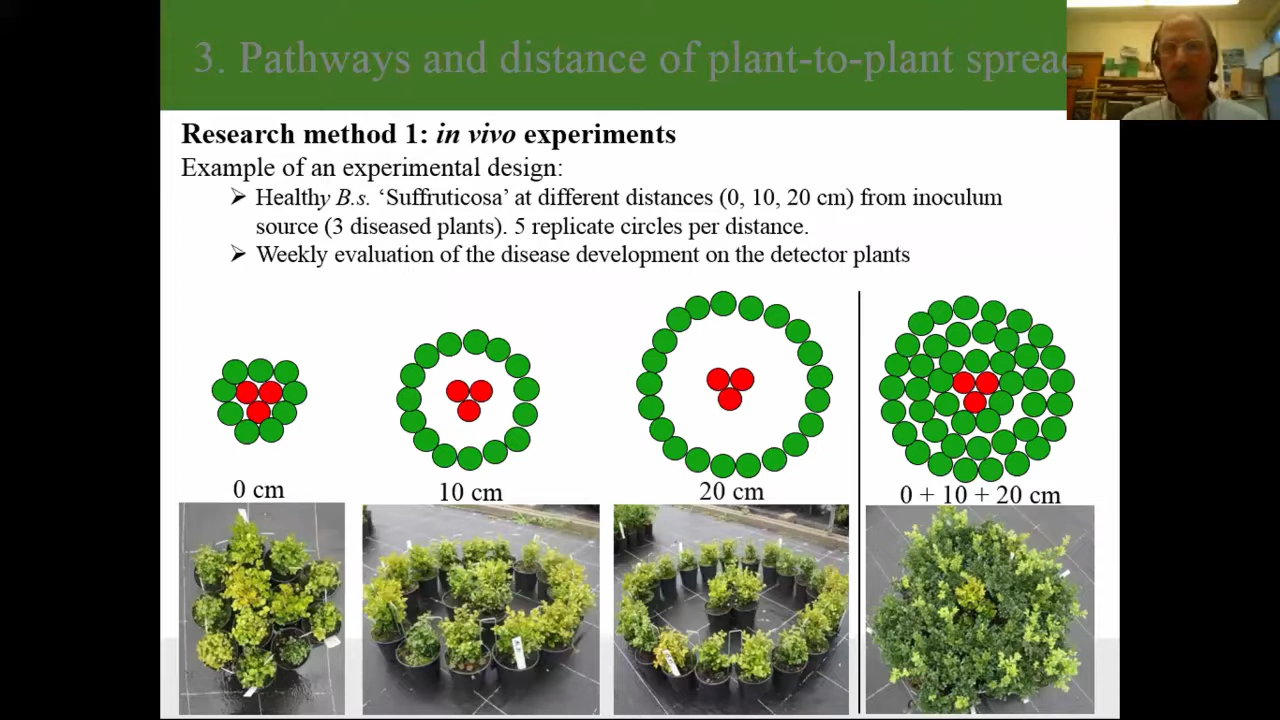 3. Pathways and distance of plant-to-plant sprea
Research method 1: in vivo experiments
Example of an experimental design:
➢ Healthy B.s. ‘Suffruticosa’ at different distances (0, 10, 20 cm) from inoculum
source (3 diseased plants). 5 replicate circles per distance.
➢ Weekly evaluation of the disease development on the detector plants
0 cm
10 cm
20 cm
0 + 10 + 20 cm